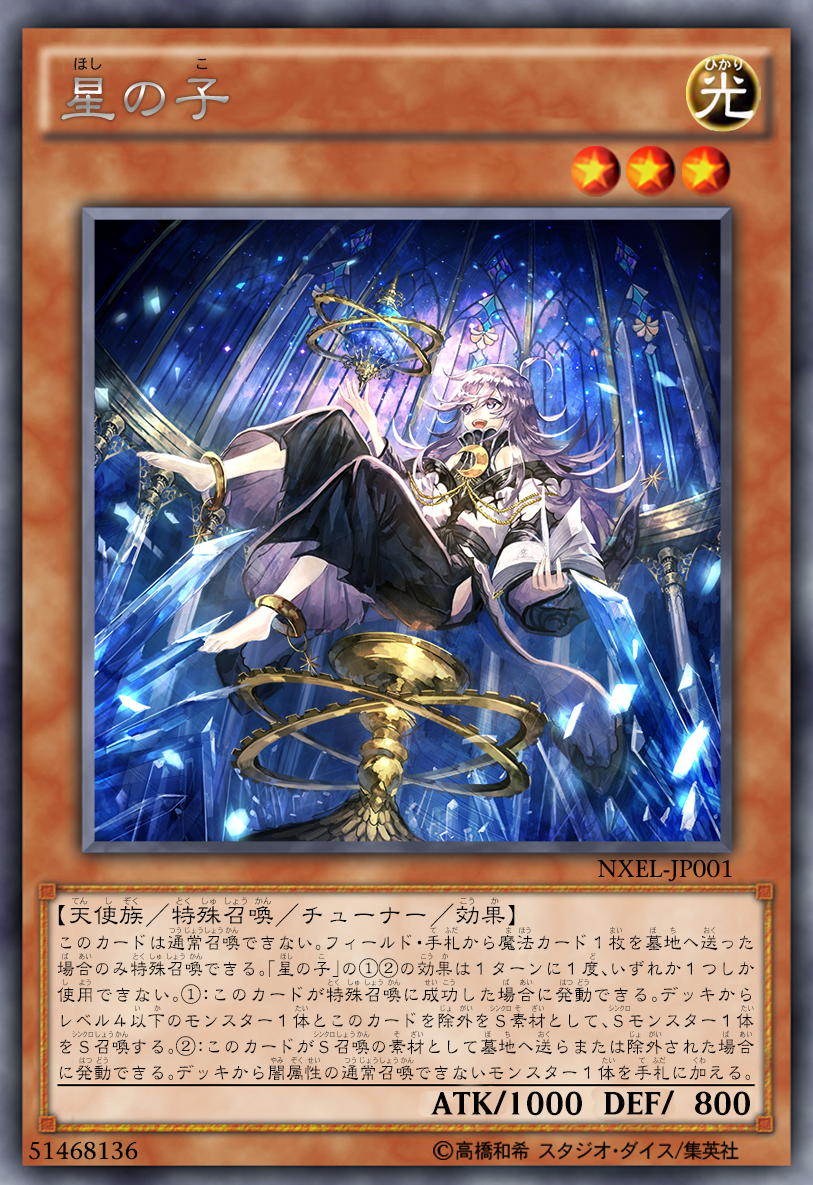 星の子
光
NXEL-JP001
【天使族／特殊召喚／チューナー／効果】
このカードは通常召喚できない。フィールド・手札から魔法カード１枚を墓地へ送った
場合のみ特殊召喚できる。「星の子」の①②の効果は１ターンに１度、いずれか１つしか
使用できない。①：このカードが特殊召喚に成功した場合に発動できる。デッキから
レベル４以下のモンスター１体とこのカードを除外をＳ素材として、Ｓモンスター１体
をＳ召喚する。②：このカードがＳ召喚の素材として墓地へ送らまたは除外された場合
に発動できる。デッキから闇属性の通常召喚できないモンスター１体を手札に加える。
ATK/1000 DEF/ 800
51468136 ©高橋和希 スタジオ・ダイス/集英社